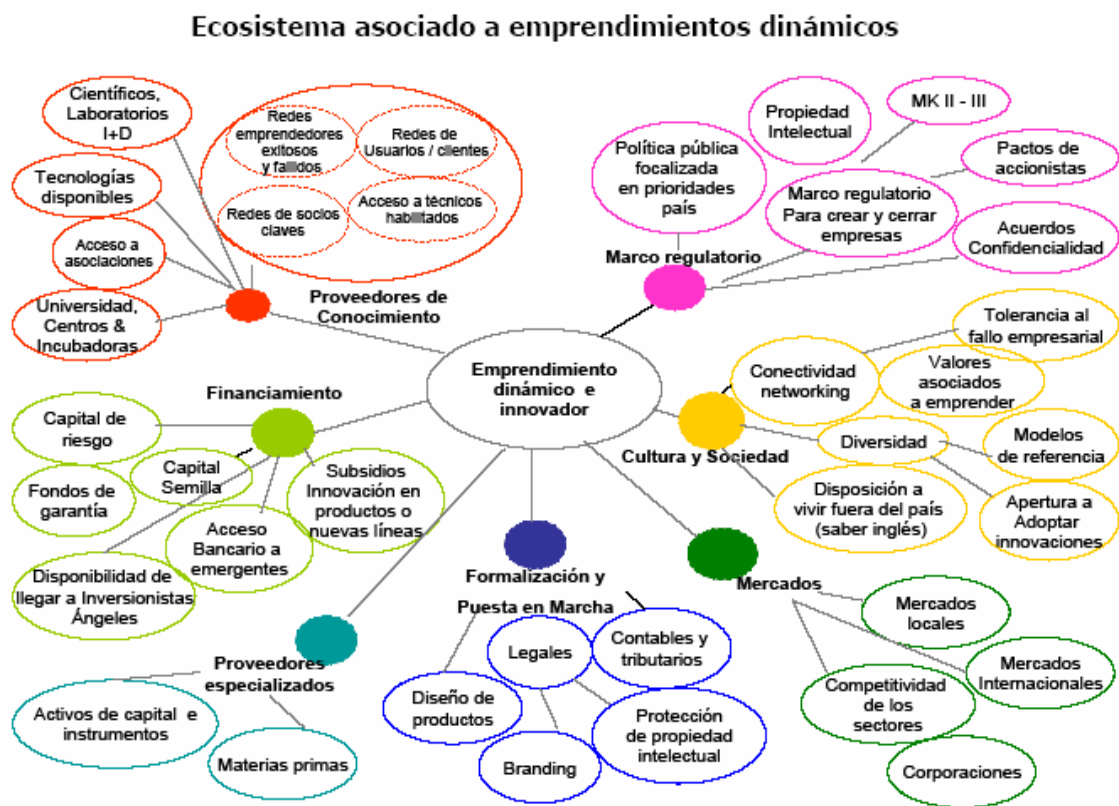 Ecosistema asociado a emprendimientos dinámicos
Científicos,
Laboratorios
I+D
Tecnologías
disponibles
Acceso a
asociaciones
Universidad,
Centros &
Incubadoras
Redes
emprendedores
exitosos
y fallidos
Redes de
Usuarios / clientes
Redes de socios
claves
Acceso a técnicos
habilitados
Proveedores de
Conocimiento
Política pública
focalizada
en prioridades
país
Propiedad
Intelectual
MK II - III
Marco regulatorio
Para crear y cerrar
empresas
Pactos de
accionistas
Acuerdos
Confidencialidad
Marco regulatorio
Emprendimiento
dinámico e
innovador
Tolerancia al
fallo empresarial
Conectividad
networking
Valores
asociados
a emprender
Diversidad
Modelos
de referencia
Cultura y Sociedad
Disposición a
vivir fuera del país
(saber inglés)
Apertura a
Adoptar
innovaciones
Financiamiento
Capital de
riesgo
Capital
Semilla
Fondos de
garantía
Subsidios
Innovación en
productos o
nuevas líneas
Acceso
Bancario a
emergentes
Disponibilidad de
llegar a Inversionistas
Ángeles
Proveedores
especializados
Activos de capital e
instrumentos
Materias primas
Formalización y
Puesta en Marcha
Legales
Contables y
tributarios
Diseño de
productos
Branding
Protección
de propiedad
intelectual
Mercados
Mercados
locales
Mercados
Internacionales
Competitividad
de los
sectores
Corporaciones